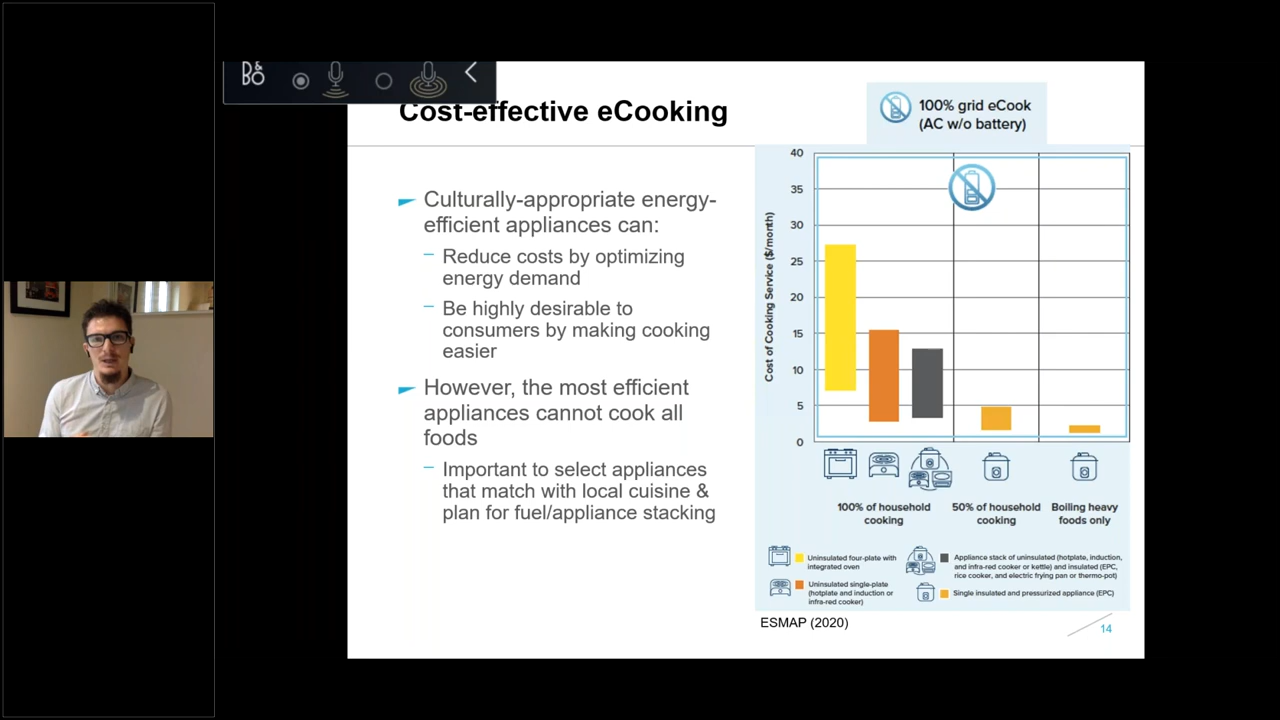 B&
BO
Cost-effective eCooking
Culturally-appropriate energy-
efficient appliances can:
Reduce costs by optimizing
energy demand
Be highly desirable to
consumers by making cooking
easier
However, the most efficient
appliances cannot cook all
foods
Important to select appliances
that match with local cuisine &
plan for fuel/appliance stacking
100% grid eCook
(AC w/o battery)
Cost of Cooking Service ($/month)
40
35
30
25
20
15
10
5
0
100% of household
cooking
50% of household
cooking
Boiling heavy
foods only
Uninsulated four-plate with
integrated oven
Uninsulated single-plate
(hotplate and induction or
infra-red cooker)
Appliance stack of uninsulated (hotplate, induction,
and infra-red cooker or kettle) and insulated (EPC,
rice cooker, and electric frying pan or thermo-pot)
Single insulated and pressurized appliance (EPC)
ESMAP (2020)
14